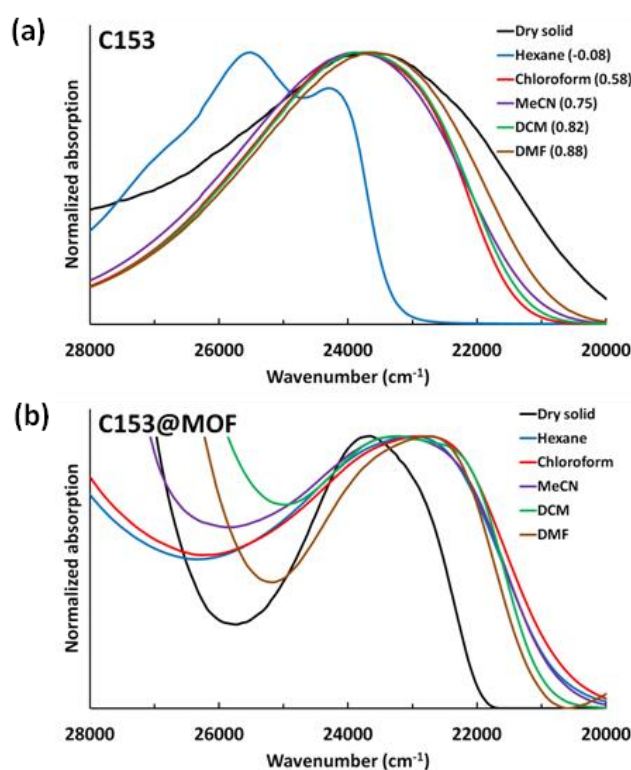 (a)
C153
Dry solid
Hexane (-0.08)
Chloroform (0.58)
MeCN (0.75)
DCM (0.82)
DMF (0.88)
Normalized absorption
28000 26000 24000 22000 20000
Wavenumber (cm⁻¹)
(b)
C153@MOF
Dry solid
Hexane
Chloroform
MeCN
DCM
DMF
Normalized absorption
28000 26000 24000 22000 20000
Wavenumber (cm⁻¹)